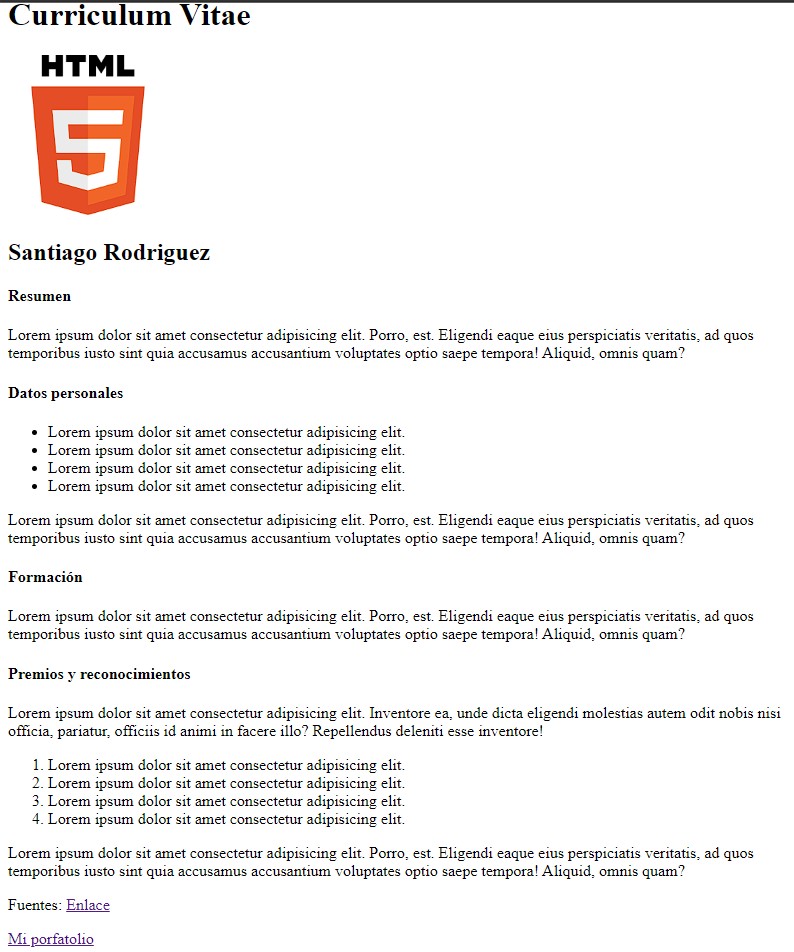 Curriculum Vitae
HTML
5
Santiago Rodriguez
Resumen
Lorem ipsum dolor sit amet consectetur adipisicing elit. Porro, est. Eligendi eaque eius perspiciatis veritatis, ad quos
temporibus iusto sint quia accusamus accusantium voluptates optio saepe tempora! Aliquid, omnis quam?
Datos personales
• Lorem ipsum dolor sit amet consectetur adipisicing elit.
• Lorem ipsum dolor sit amet consectetur adipisicing elit.
• Lorem ipsum dolor sit amet consectetur adipisicing elit.
• Lorem ipsum dolor sit amet consectetur adipisicing elit.
Lorem ipsum dolor sit amet consectetur adipisicing elit. Porro, est. Eligendi eaque eius perspiciatis veritatis, ad quos
temporibus iusto sint quia accusamus accusantium voluptates optio saepe tempora! Aliquid, omnis quam?
Formación
Lorem ipsum dolor sit amet consectetur adipisicing elit. Porro, est. Eligendi eaque eius perspiciatis veritatis, ad quos
temporibus iusto sint quia accusamus accusantium voluptates optio saepe tempora! Aliquid, omnis quam?
Premios y reconocimientos
Lorem ipsum dolor sit amet consectetur adipisicing elit. Inventore ea, unde dicta eligendi molestias autem odit nobis nisi
officia, pariatur, officiis id animi in facere illo? Repellendus deleniti esse inventore!
1. Lorem ipsum dolor sit amet consectetur adipisicing elit.
2. Lorem ipsum dolor sit amet consectetur adipisicing elit.
3. Lorem ipsum dolor sit amet consectetur adipisicing elit.
4. Lorem ipsum dolor sit amet consectetur adipisicing elit.
Lorem ipsum dolor sit amet consectetur adipisicing elit. Porro, est. Eligendi eaque eius perspiciatis veritatis, ad quos
temporibus iusto sint quia accusamus accusantium voluptates optio saepe tempora! Aliquid, omnis quam?
Fuentes: Enlace
Mi porfatolio